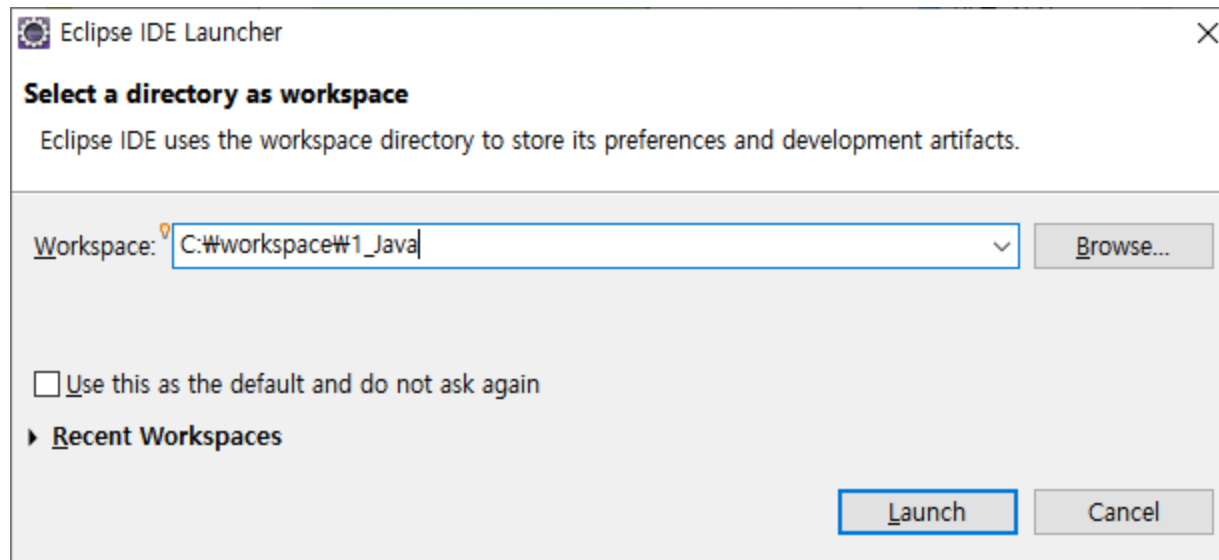 Eclipse IDE Launcher
Select a directory as workspace
Eclipse IDE uses the workspace directory to store its preferences and development artifacts.
Workspace: C:₩workspace₩1_Java Browse...
Use this as the default and do not ask again
Recent Workspaces
Launch Cancel